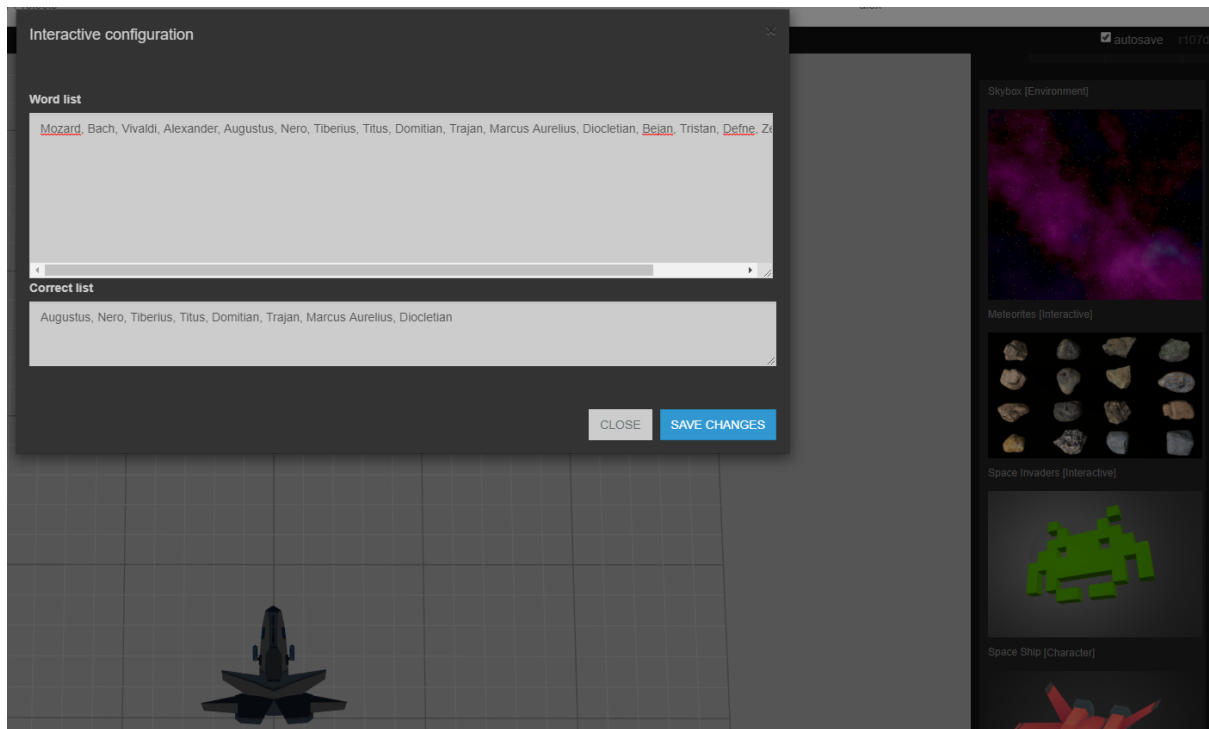 Interactive configuration
×
autosave r107d
Skybox [Environment]
Word list
Mozard, Bach, Vivaldi, Alexander, Augustus, Nero, Tiberius, Titus, Domitian, Trajan, Marcus Aurelius, Diocletian, Bejan, Tristan, Defne, Ze
Correct list
Augustus, Nero, Tiberius, Titus, Domitian, Trajan, Marcus Aurelius, Diocletian
Meteorites [Interactive]
CLOSE SAVE CHANGES
Space Invaders [Interactive]
Space Ship [Character]